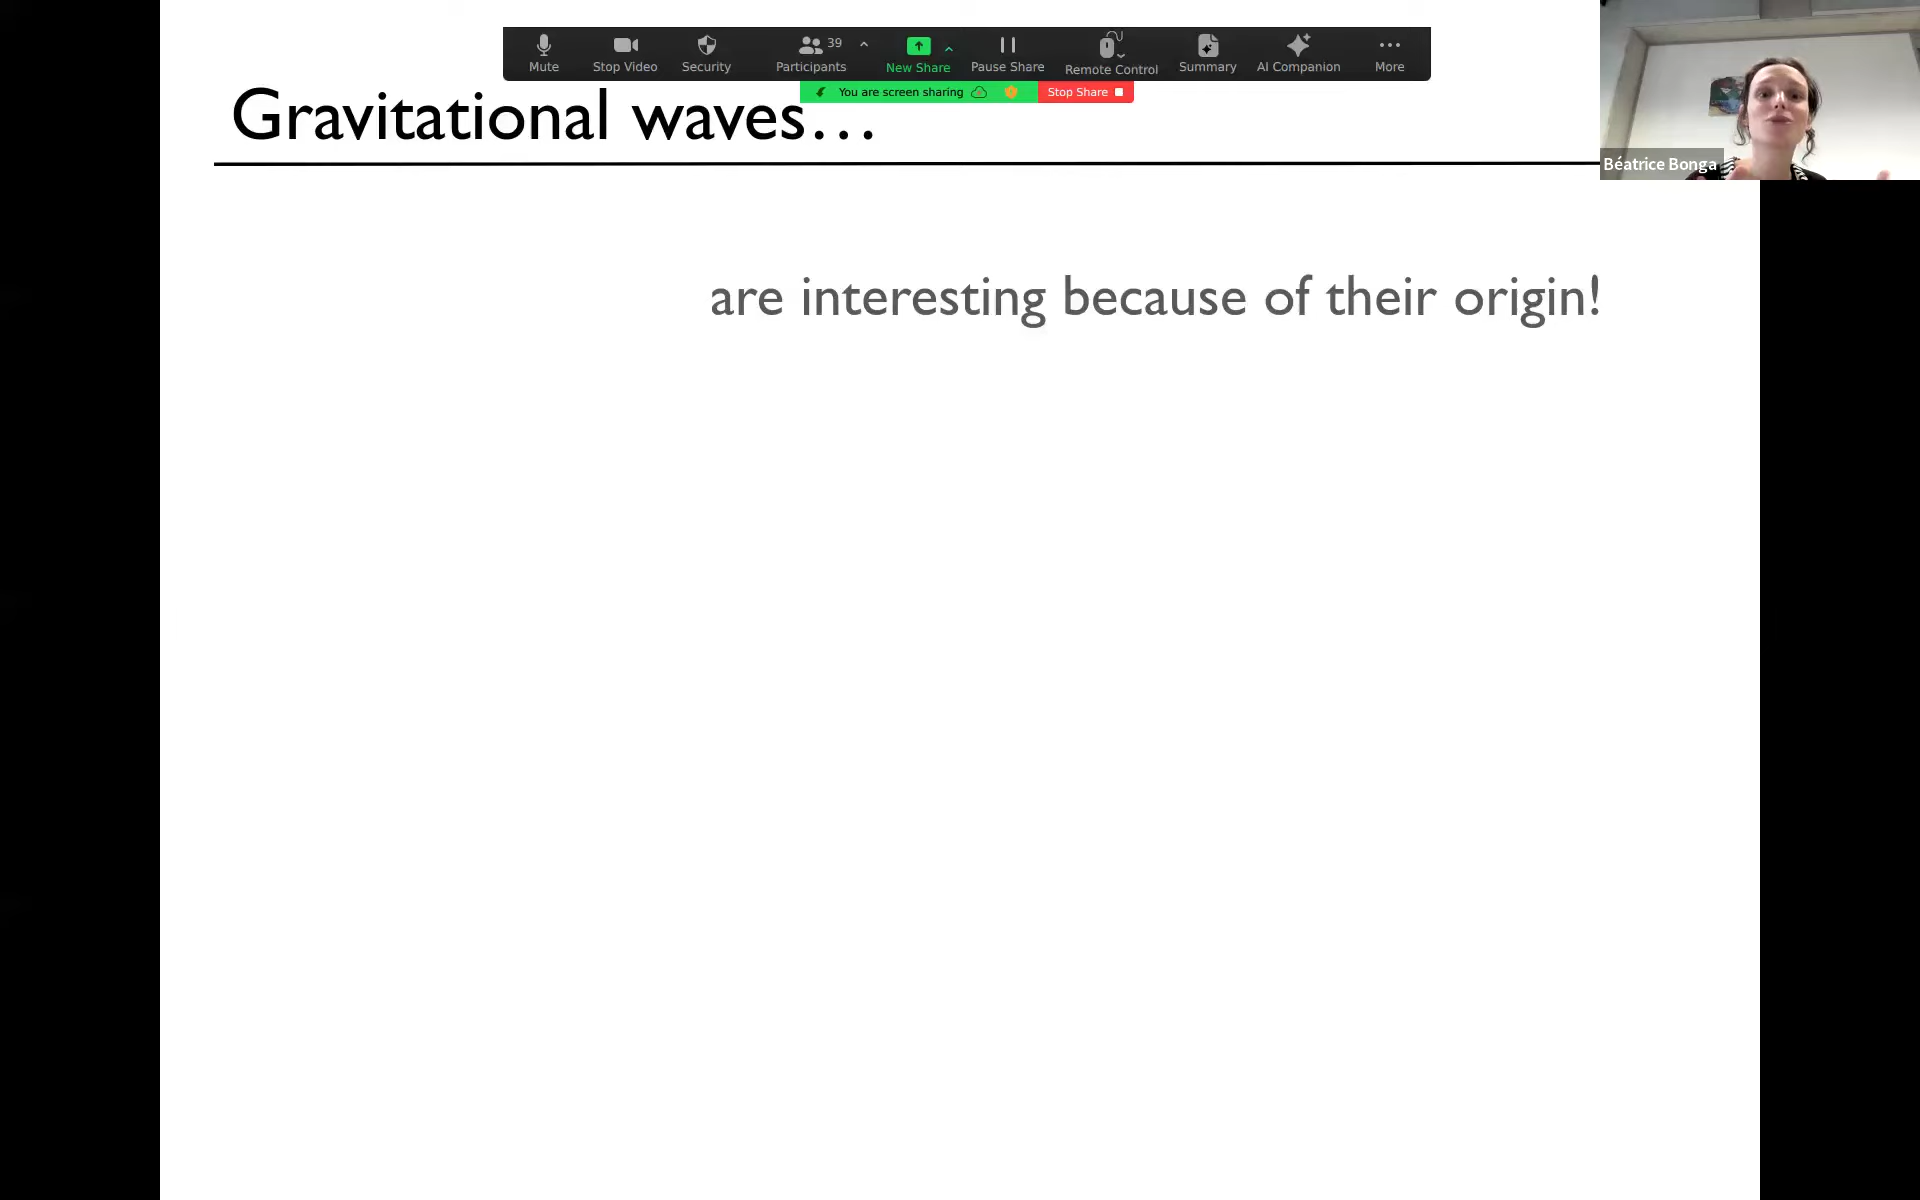 39
Mute
Stop Video
Security
Participants
New Share
Pause Share
Remote Control
Summary
AI Companion
More
You are screen sharing
Stop Share
Gravitational waves…
Béatrice Bonga
are interesting because of their origin!